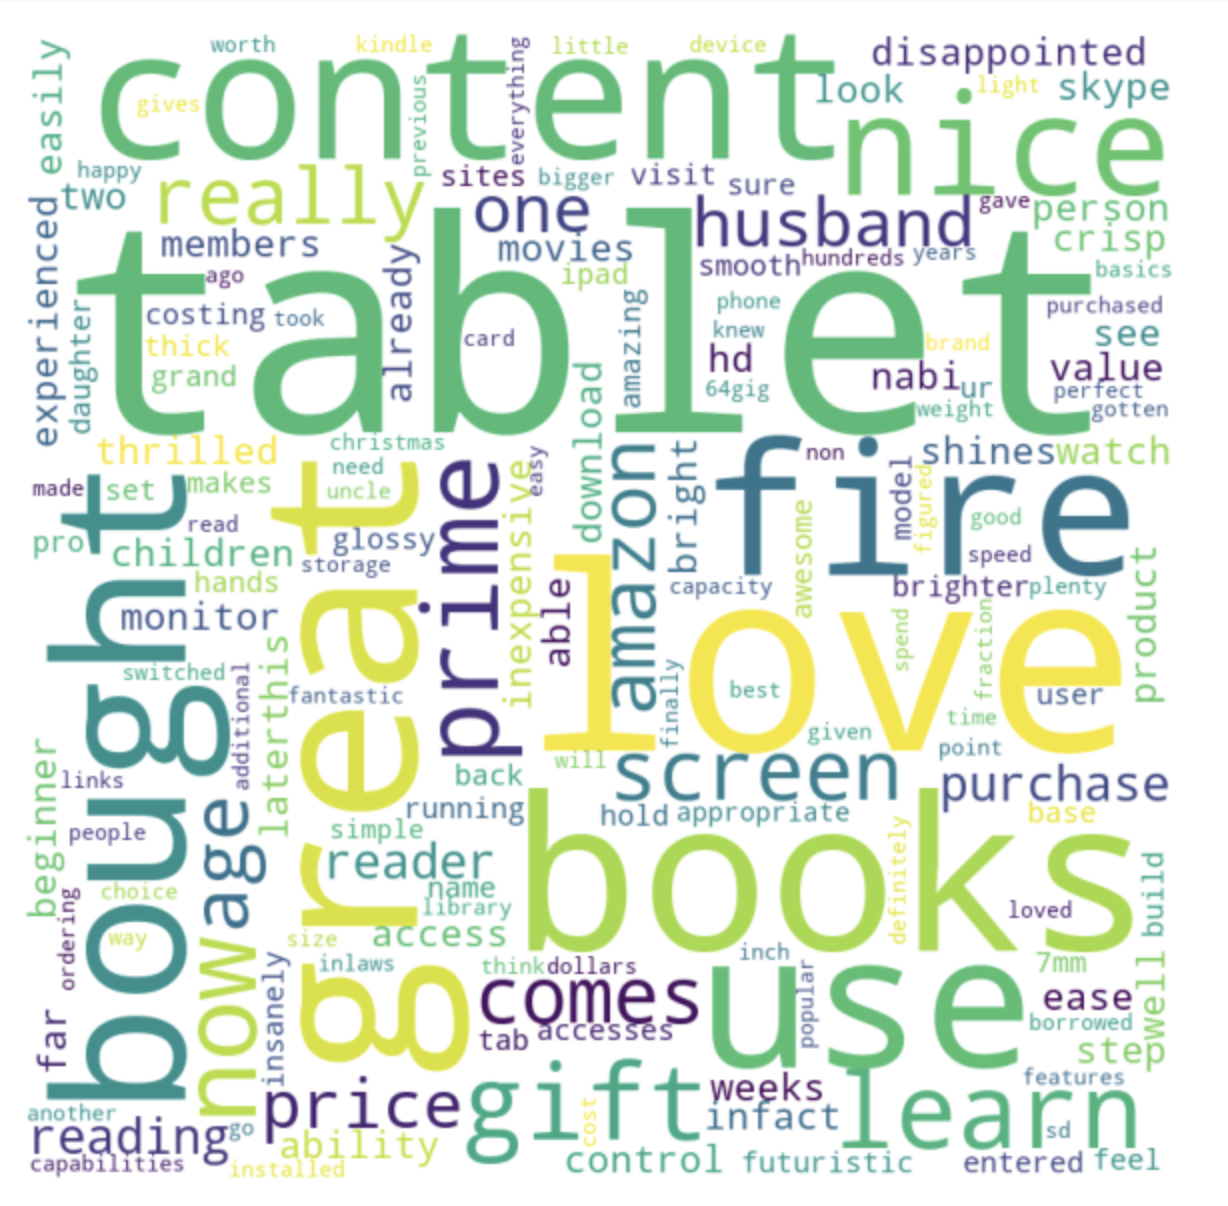 worth
kindle
little
device
disappointed
content
gives
previous
everything
look
light
skype
easily
nice
happy
two
really
sites
bigger
visit
sure
one
husband
gave
person
experienced
members
movies
crisp
tablet
ago
already
ipad
smooth
hundreds
years
basics
daughter
costing
took
card
amazing
phone
knew
purchased
see
thick
grand
hd
brand
64gig
nabi
ur
value
perfect
weight
gotten
thrilled
christmas
need
uncle
easy
download
bright
non
fire
shines
watch
made
set
makes
bought
great
prime
inexpensive
amazon
model
figured
good
read
pro
children
glossy
storage
awesome
speed
hands
able
capacity
brighter
plenty
monitor
love
product
switched
additional
laterthis
fantastic
finally
best
spend
fraction
user
time
given
point
beginner
links
will
back
screen
purchase
people
age
running
hold
appropriate
base
simple
books
reader
name
library
choice
definitely
loved
build
ordering
way
now
size
access
inlaws
insanely
think
dollars
inch
7mm
far
comes
use
popular
ease
well
tab
accesses
borrowed
step
price
gift
weeks
learn
features
another
reading
go
cost
infact
sd
capabilities
ability
installed
control
futuristic
entered
feel